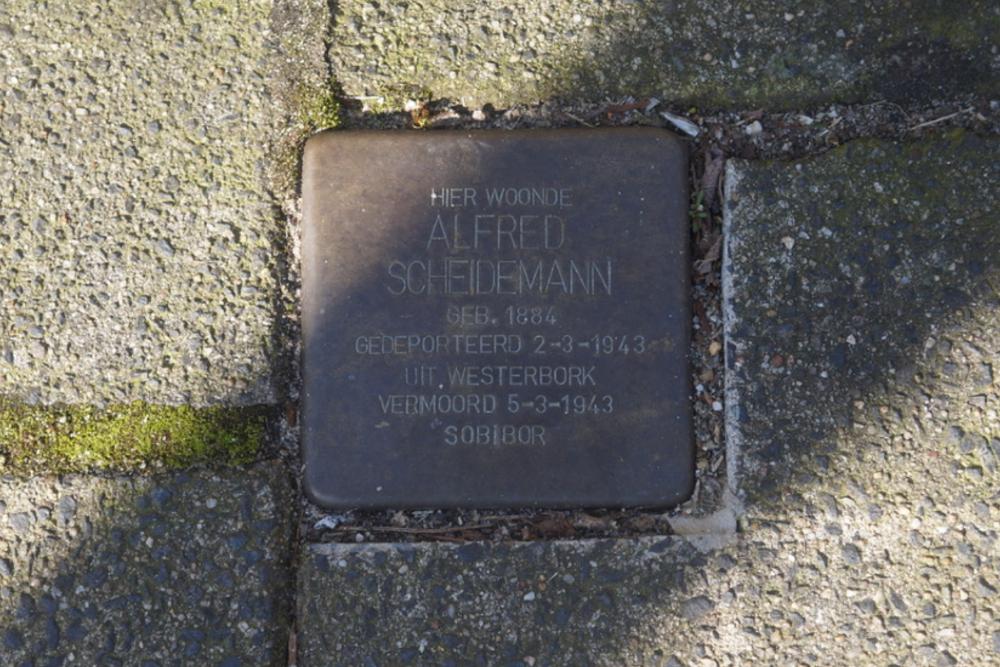 HIER WOONDE
ALFRED
SCHEIDEMANN
GEB. 1884
GEDEPORTEERD 2-3-1943
UIT WESTERBORK
VERMOORD 5-3-1943
SOBIBOR